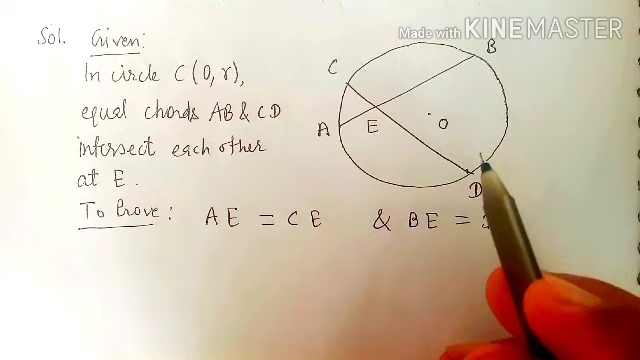 Made with KINEMASTER
Sol. Given:
In circle C(O, r),
equal chords AB & CD
intersect each other
at E.
To Prove: AE = CE & BE =
C
B
A
E
O
D